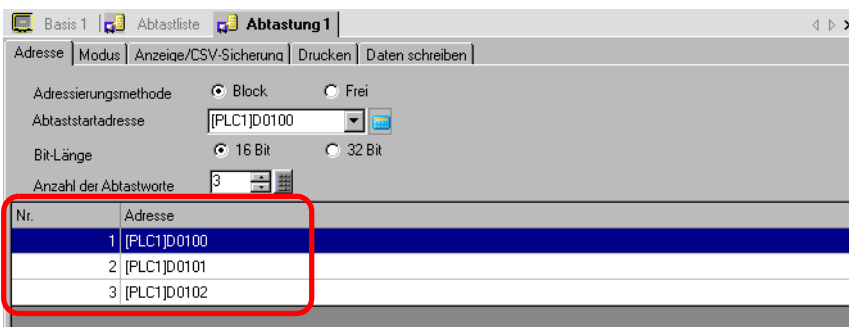 Basis 1 Abtastliste Abtastung 1
Adresse Modus Anzeige/CSV-Sicherung Drucken Daten schreiben
Adressierungsmethode Block Frei
Abtaststartadresse [PLC1]D0100
Bit-Länge 16 Bit 32 Bit
Anzahl der Abtastworte 3
Nr. Adresse
1 [PLC1]D0100
2 [PLC1]D0101
3 [PLC1]D0102